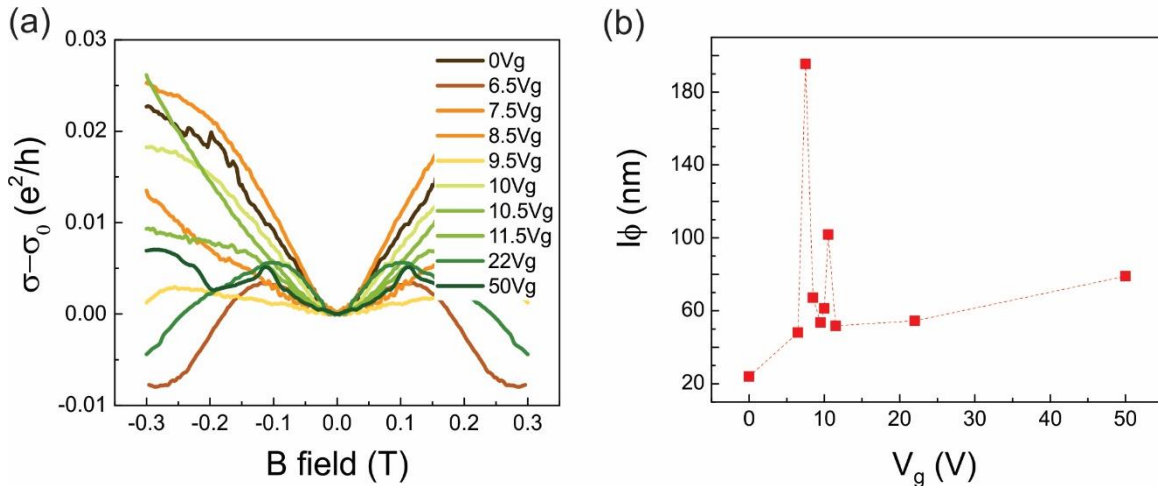 (a)
0.03
0.02
0.01
0.00
-0.01
σ−σ₀ (e²/h)
-0.3 -0.2 -0.1 0.0 0.1 0.2 0.3
B field (T)
0Vg
6.5Vg
7.5Vg
8.5Vg
9.5Vg
10Vg
10.5Vg
11.5Vg
22Vg
50Vg
(b)
180
140
100
60
20
lϕ (nm)
0 10 20 30 40 50
V_g (V)